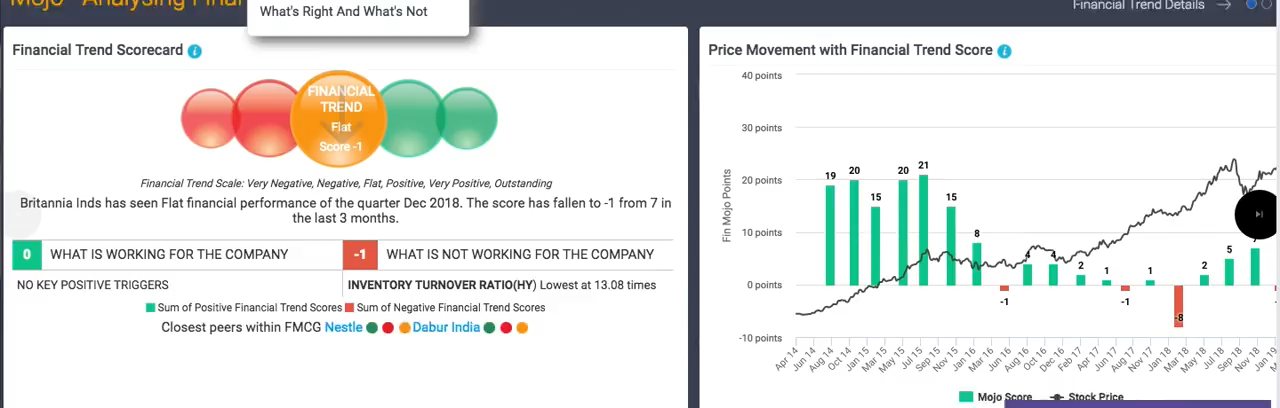 Mojo - Analysing Finan
What's Right And What's Not
Financial Trend Details →
Financial Trend Scorecard i
FINANCIAL
TREND
Flat
Score -1
Financial Trend Scale: Very Negative, Negative, Flat, Positive, Very Positive, Outstanding
Britannia Inds has seen Flat financial performance of the quarter Dec 2018. The score has fallen to -1 from 7 in
the last 3 months.
0 WHAT IS WORKING FOR THE COMPANY
-1 WHAT IS NOT WORKING FOR THE COMPANY
NO KEY POSITIVE TRIGGERS
INVENTORY TURNOVER RATIO(HY) Lowest at 13.08 times
Sum of Positive Financial Trend Scores Sum of Negative Financial Trend Scores
Closest peers within FMCG Nestle Dabur India
Price Movement with Financial Trend Score i
Fin Mojo Points
40 points
30 points
20 points
10 points
0 points
-10 points
19 20 15 20 21 15 8 -1 4 4 2 1 -1 1 -8 2 5 7
Apr 14 Jun 14 Aug 14 Oct 14 Jan 15 Mar 15 May 15 Jul 15 Sep 15 Nov 15 Jan 16 Mar 16 Jun 16 Aug 16 Oct 16 Dec 16 Feb 17 Apr 17 Jun 17 Aug 17 Nov 17 Jan 18 Mar 18 May 18 Jul 18 Sep 18 Nov 18 Jan 19
Mojo Score Stock Price